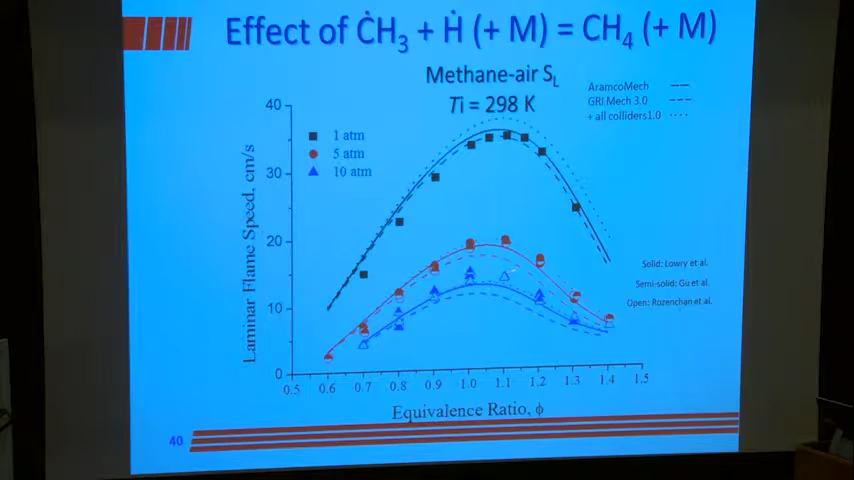 Effect of ĊH₃ + Ḣ (+ M) = CH₄ (+ M)
Methane-air S_L
Ti = 298 K
AramcoMech
GRI Mech 3.0
+ all colliders1.0
1 atm
5 atm
10 atm
Laminar Flame Speed, cm/s
40
30
20
10
0
Solid: Lowry et al.
Semi-solid: Gu et al.
Open: Rozenchan et al.
0.5 0.6 0.7 0.8 0.9 1.0 1.1 1.2 1.3 1.4 1.5
Equivalence Ratio, ϕ
40